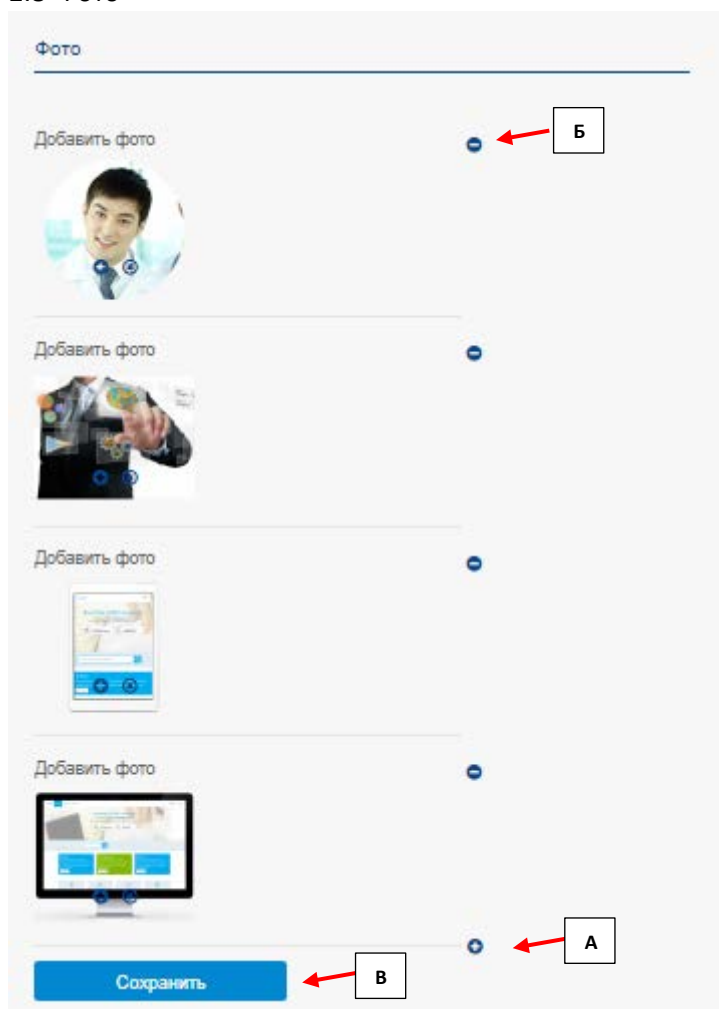 Фото
Добавить фото
Б
Добавить фото
Добавить фото
Добавить фото
А
Сохранить
В